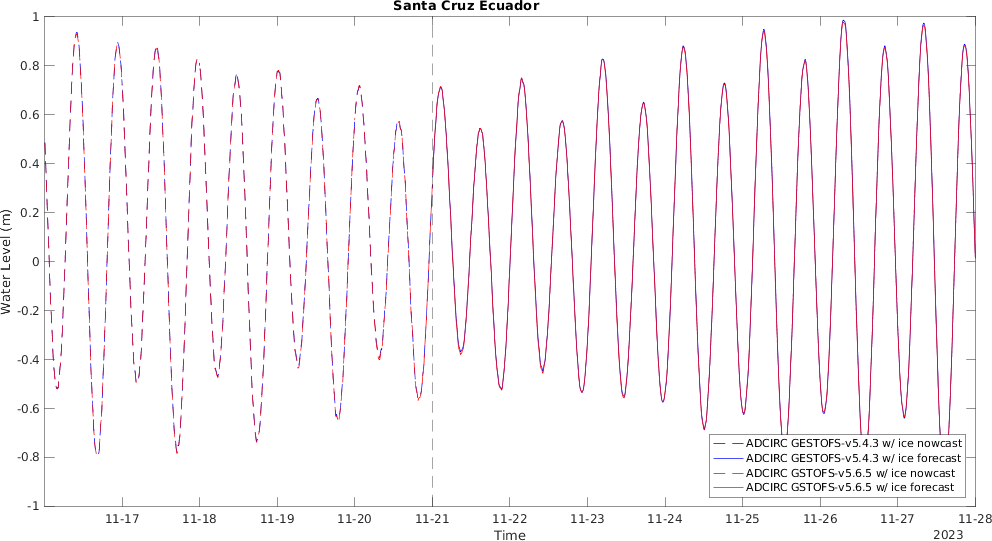 Santa Cruz Ecuador
1
0.8
0.6
0.4
0.2
0
-0.2
-0.4
-0.6
-0.8
-1
Water Level (m)
ADCIRC GESTOFS-v5.4.3 w/ ice nowcast
ADCIRC GESTOFS-v5.4.3 w/ ice forecast
ADCIRC GSTOFS-v5.6.5 w/ ice nowcast
ADCIRC GSTOFS-v5.6.5 w/ ice forecast
11-17 11-18 11-19 11-20 11-21 11-22 11-23 11-24 11-25 11-26 11-27 11-28
Time
2023